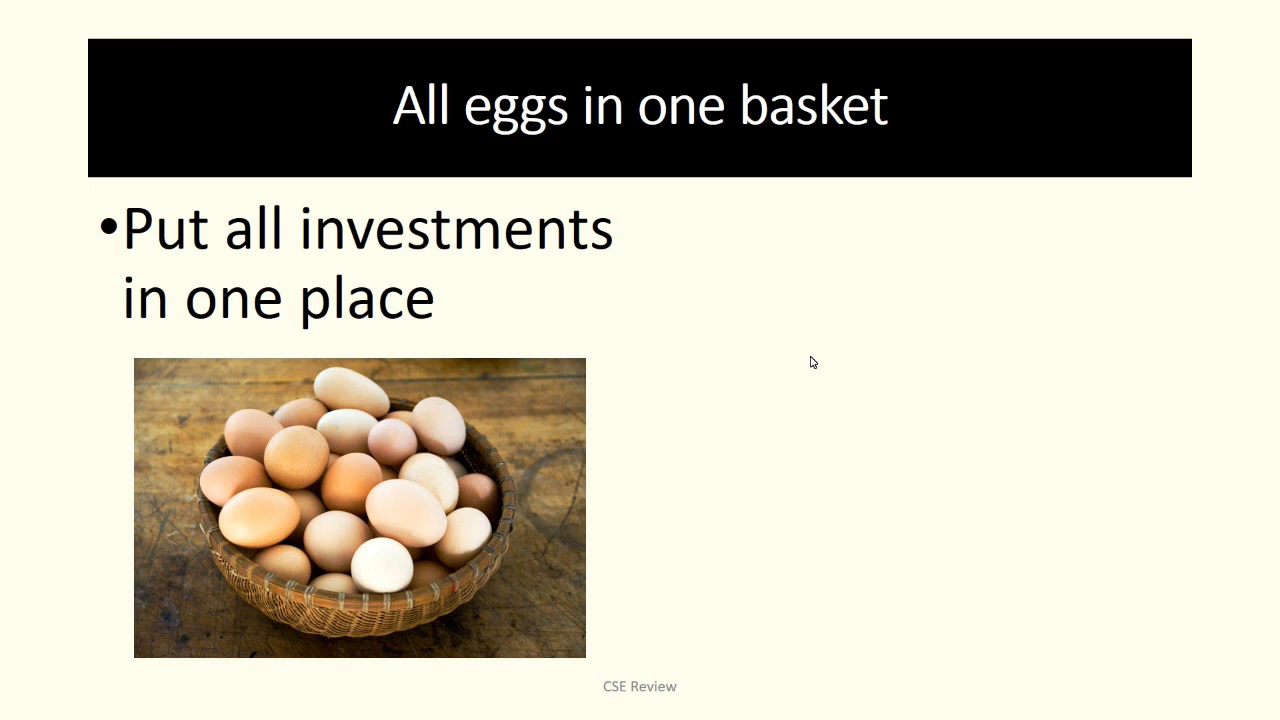 All eggs in one basket
•Put all investments
in one place
CSE Review